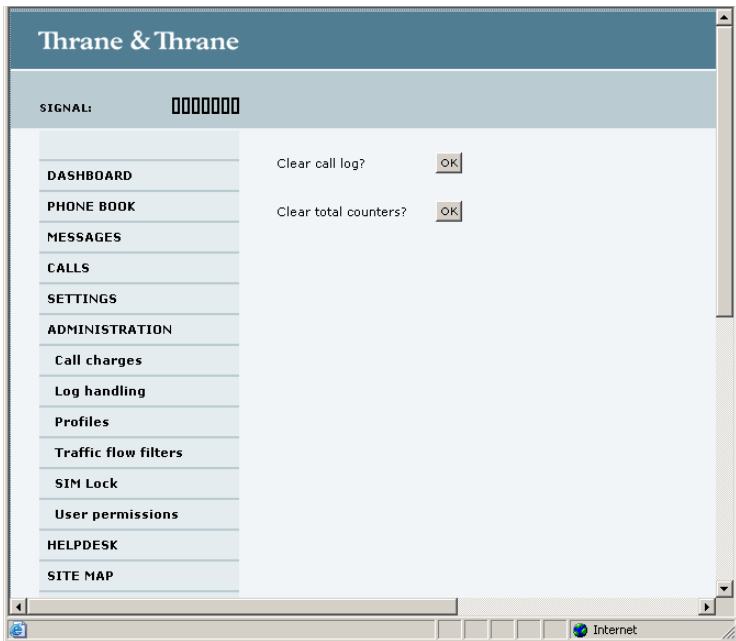 Thrane & Thrane
SIGNAL:
Clear call log? OK
DASHBOARD
PHONE BOOK
Clear total counters? OK
MESSAGES
CALLS
SETTINGS
ADMINISTRATION
Call charges
Log handling
Profiles
Traffic flow filters
SIM Lock
User permissions
HELPDESK
SITE MAP
Internet